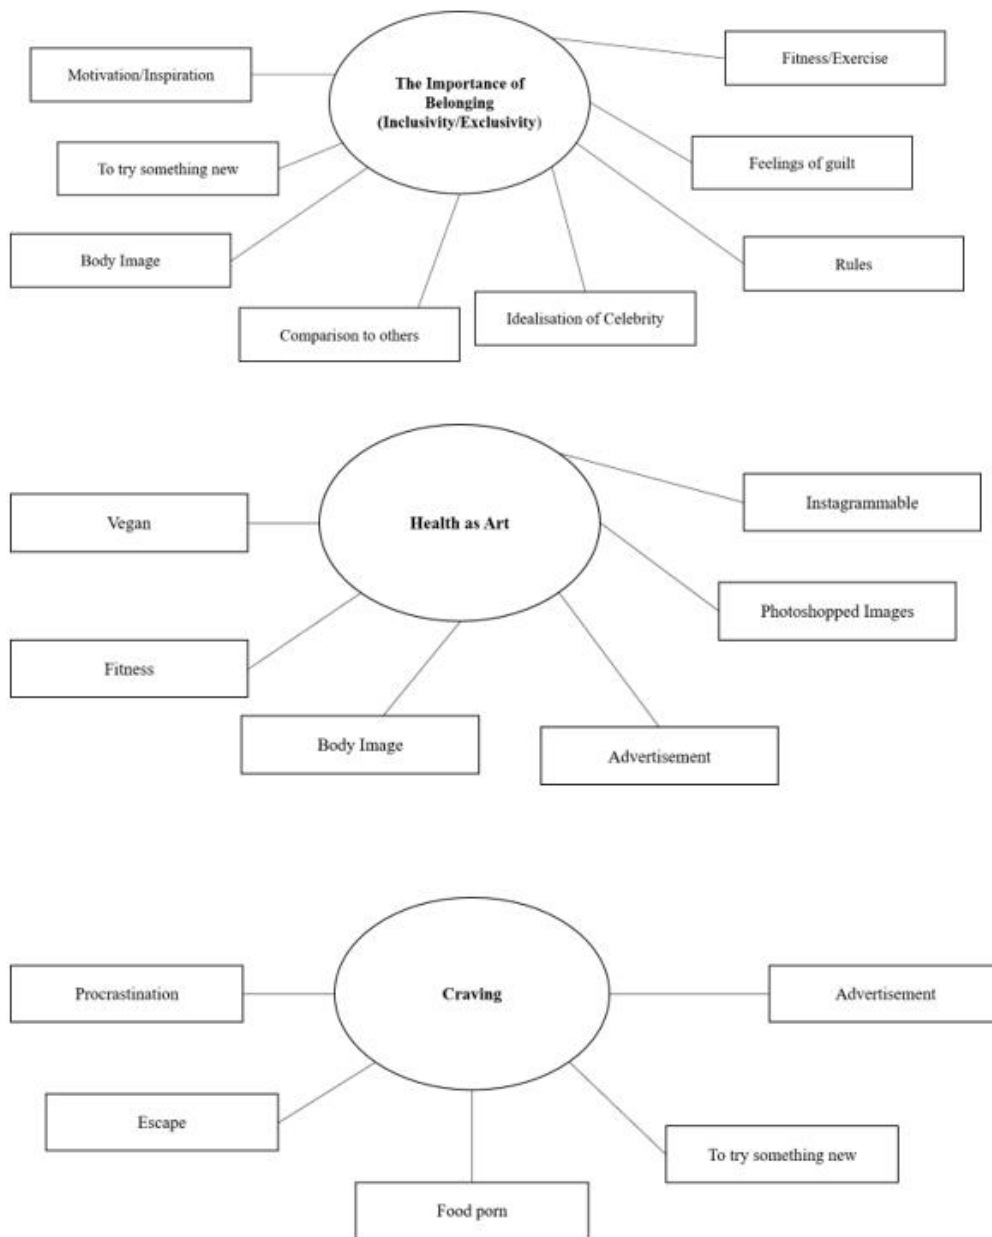 The Importance of
Belonging
(Inclusivity/Exclusivity)
Motivation/Inspiration
Fitness/Exercise
To try something new
Feelings of guilt
Body Image
Rules
Comparison to others
Idealisation of Celebrity
Health as Art
Vegan
Instagrammable
Photoshopped Images
Fitness
Body Image
Advertisement
Craving
Procrastination
Advertisement
Escape
To try something new
Food porn